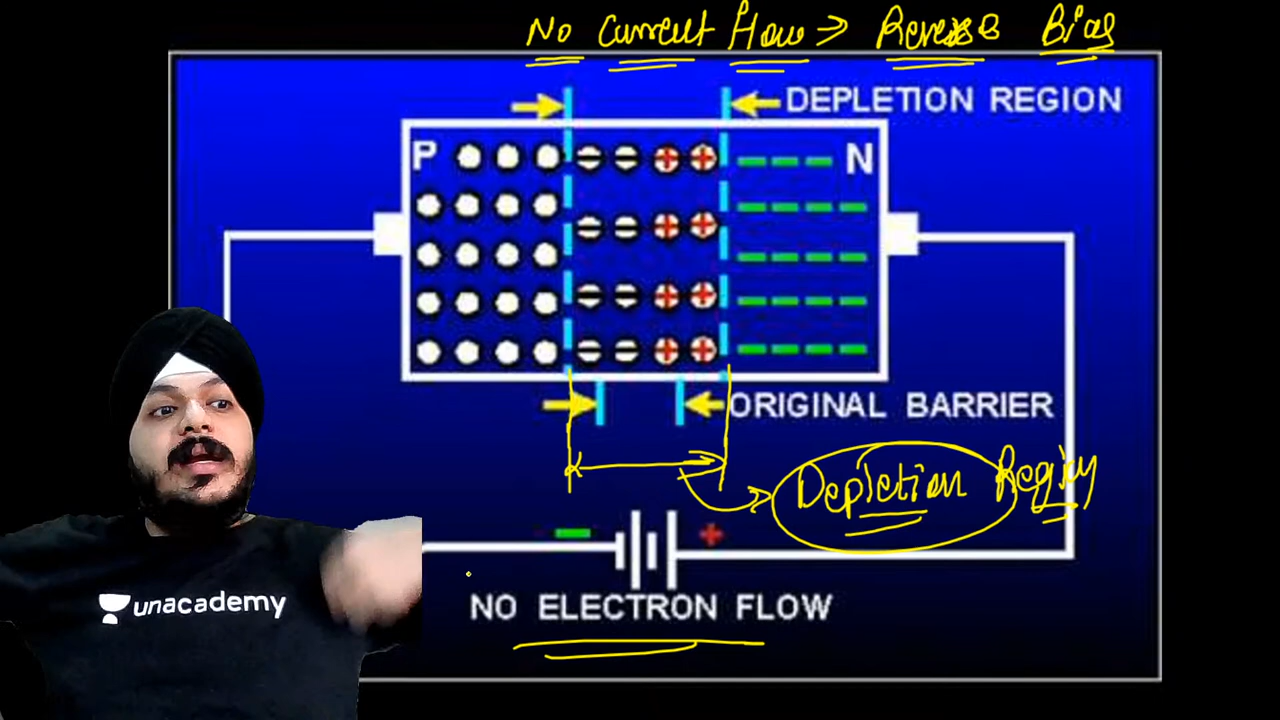 No Current Flow => Reverse Bias
DEPLETION REGION
P N
ORIGINAL BARRIER
Depletion Region
- +
NO ELECTRON FLOW
unacademy